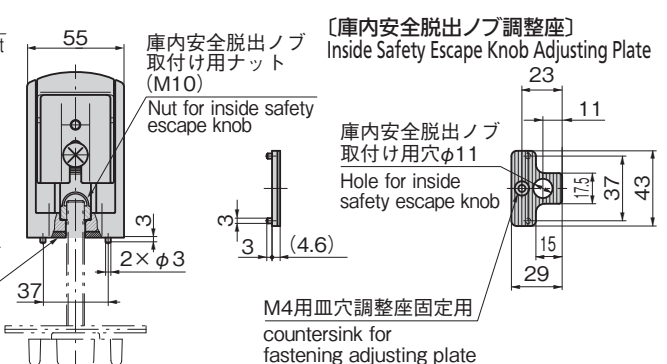 t
55
庫内安全脱出ノブ
取付け用ナット
(M10)
Nut for inside safety
escape knob
3
2×φ3
37
3
3
(4.6)
〔庫内安全脱出ノブ調整座〕
Inside Safety Escape Knob Adjusting Plate
23
11
庫内安全脱出ノブ
取付け用穴φ11
Hole for inside
safety escape knob
17.5
37
43
15
29
M4用皿穴調整座固定用
countersink for
fastening adjusting plate